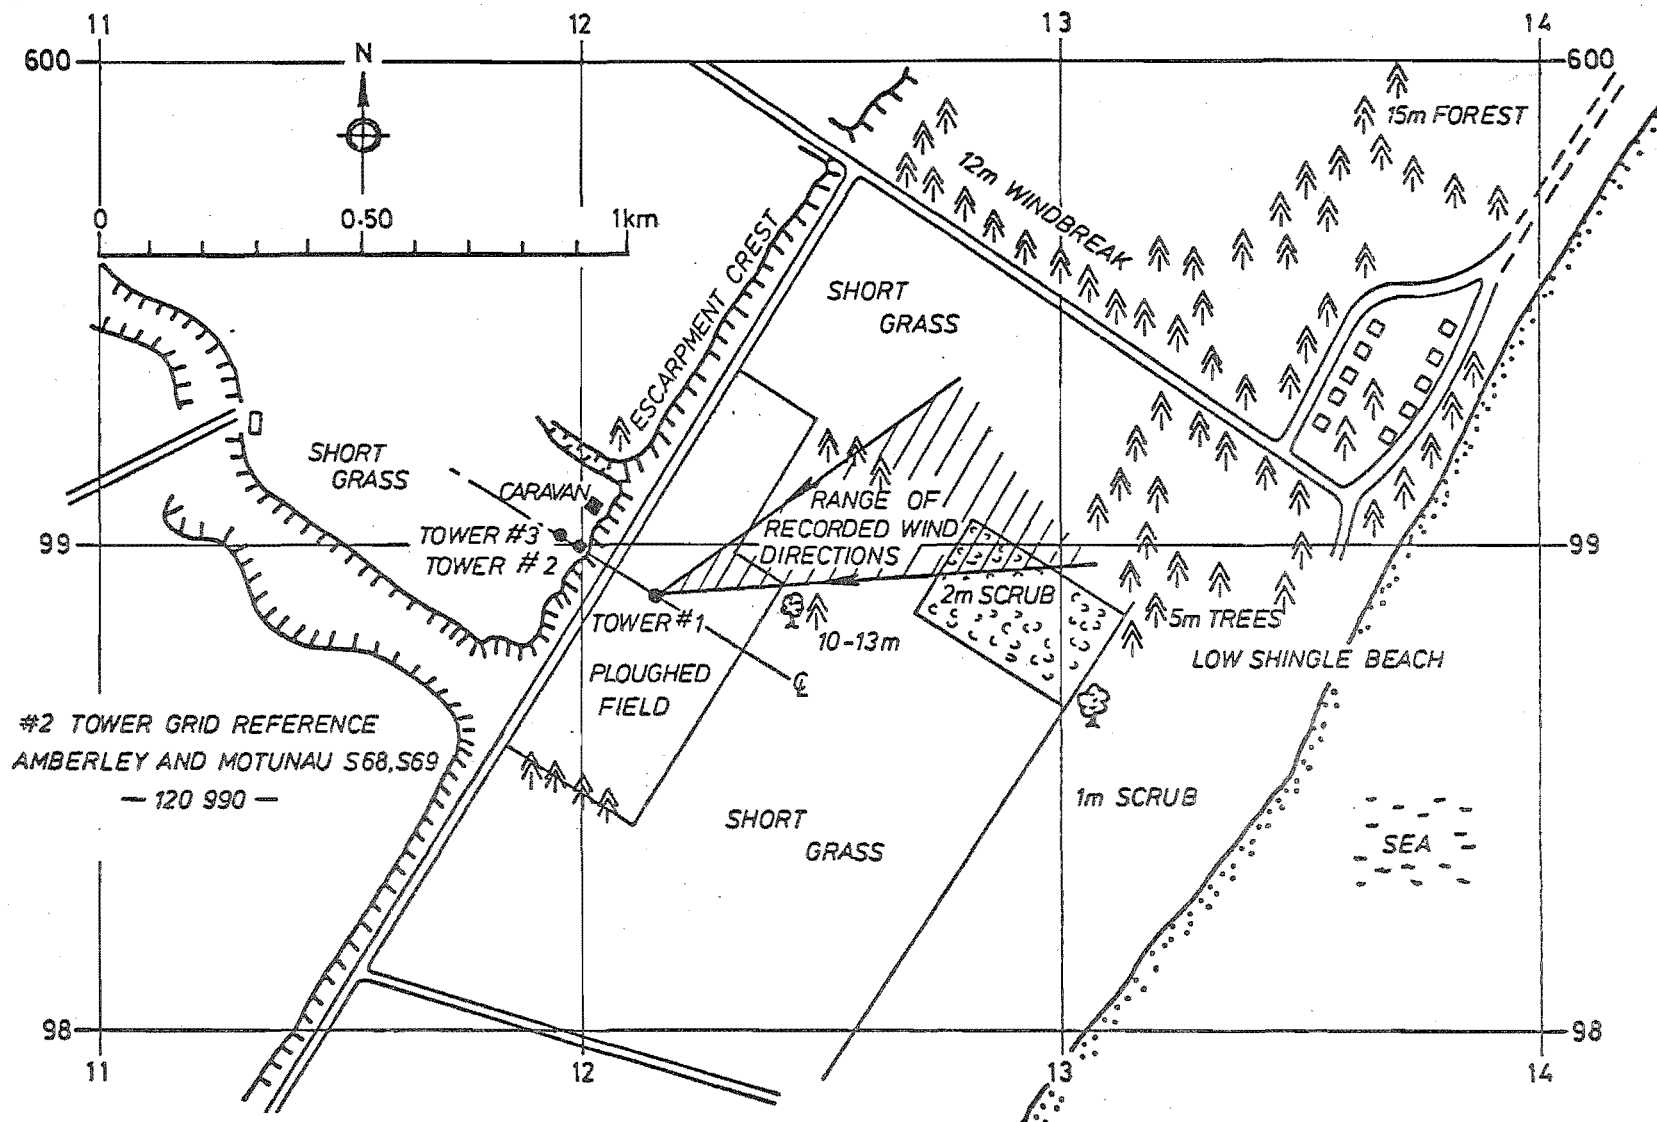 11 12 13 14
600 600
N
15m FOREST
12m WINDBREAK
0 0.50 1km
ESCARPMENT CREST
SHORT
GRASS
SHORT
GRASS
CARAVAN
RANGE OF
RECORDED WIND
DIRECTIONS
TOWER #3
99 99
TOWER #2
2m SCRUB
TOWER #1
5m TREES
10-13m
LOW SHINGLE BEACH
PLOUGHED
FIELD
℄
#2 TOWER GRID REFERENCE
AMBERLEY AND MOTUNAU S68,S69
— 120 990 —
1m SCRUB
SHORT
GRASS
SEA
98 98
11 12 13 14